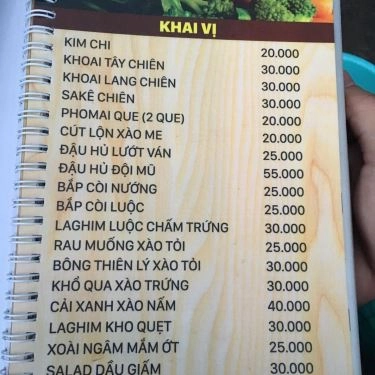 KHAI VỊ
KIM CHI 20.000
KHOAI TÂY CHIÊN 30.000
KHOAI LANG CHIÊN 30.000
SAKÊ CHIÊN 30.000
PHOMAI QUE (2 QUE) 20.000
CÚT LỘN XÀO ME 20.000
ĐẬU HỦ LƯỚT VÁN 25.000
ĐẬU HỦ ĐỘI MŨ 55.000
BẮP CÒI NƯỚNG 25.000
BẮP CÒI LUỘC 25.000
LAGHIM LUỘC CHẤM TRỨNG 30.000
RAU MUỐNG XÀO TỎI 25.000
BÔNG THIÊN LÝ XÀO TỎI 30.000
KHỔ QUA XÀO TRỨNG 30.000
CẢI XANH XÀO NẤM 40.000
LAGHIM KHO QUẸT 30.000
XOÀI NGÂM MẮM ỚT 25.000
SALAD DẦU GIẤM 30.000